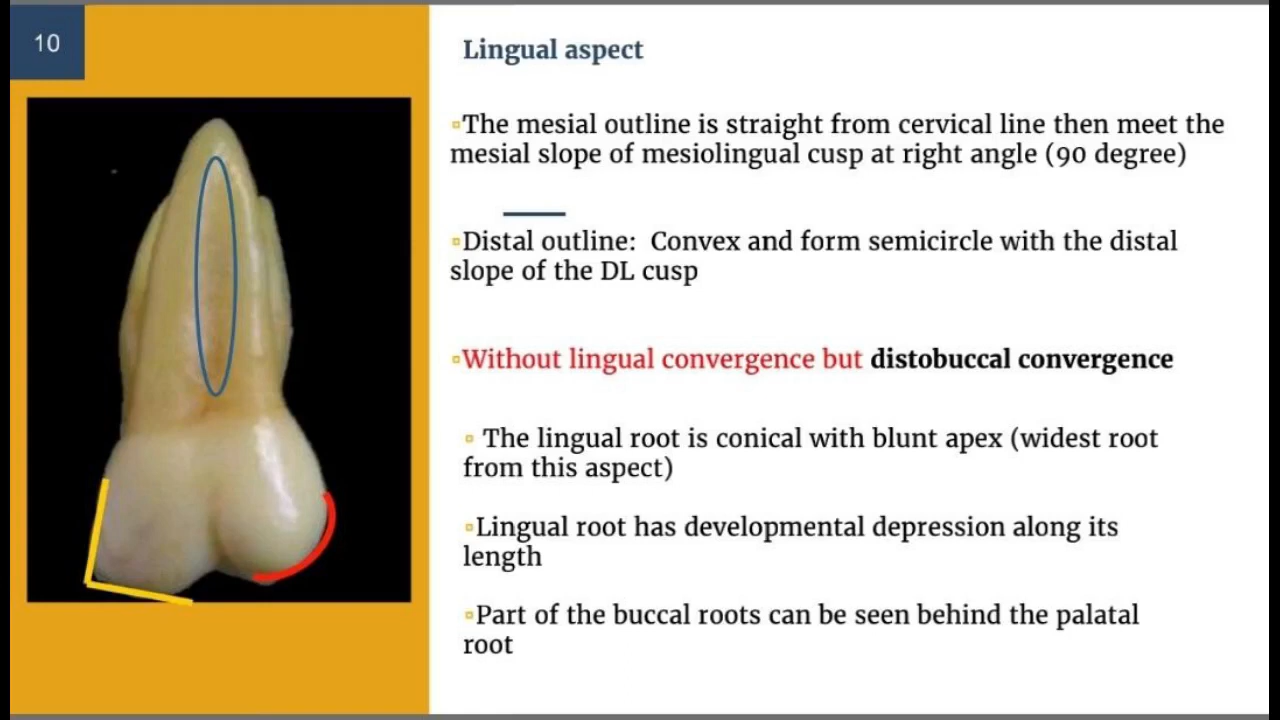 10
Lingual aspect
▫The mesial outline is straight from cervical line then meet the
mesial slope of mesiolingual cusp at right angle (90 degree)
▫Distal outline:  Convex and form semicircle with the distal
slope of the DL cusp
▫Without lingual convergence but distobuccal convergence
▫ The lingual root is conical with blunt apex (widest root
from this aspect)
▫Lingual root has developmental depression along its
length
▫Part of the buccal roots can be seen behind the palatal
root